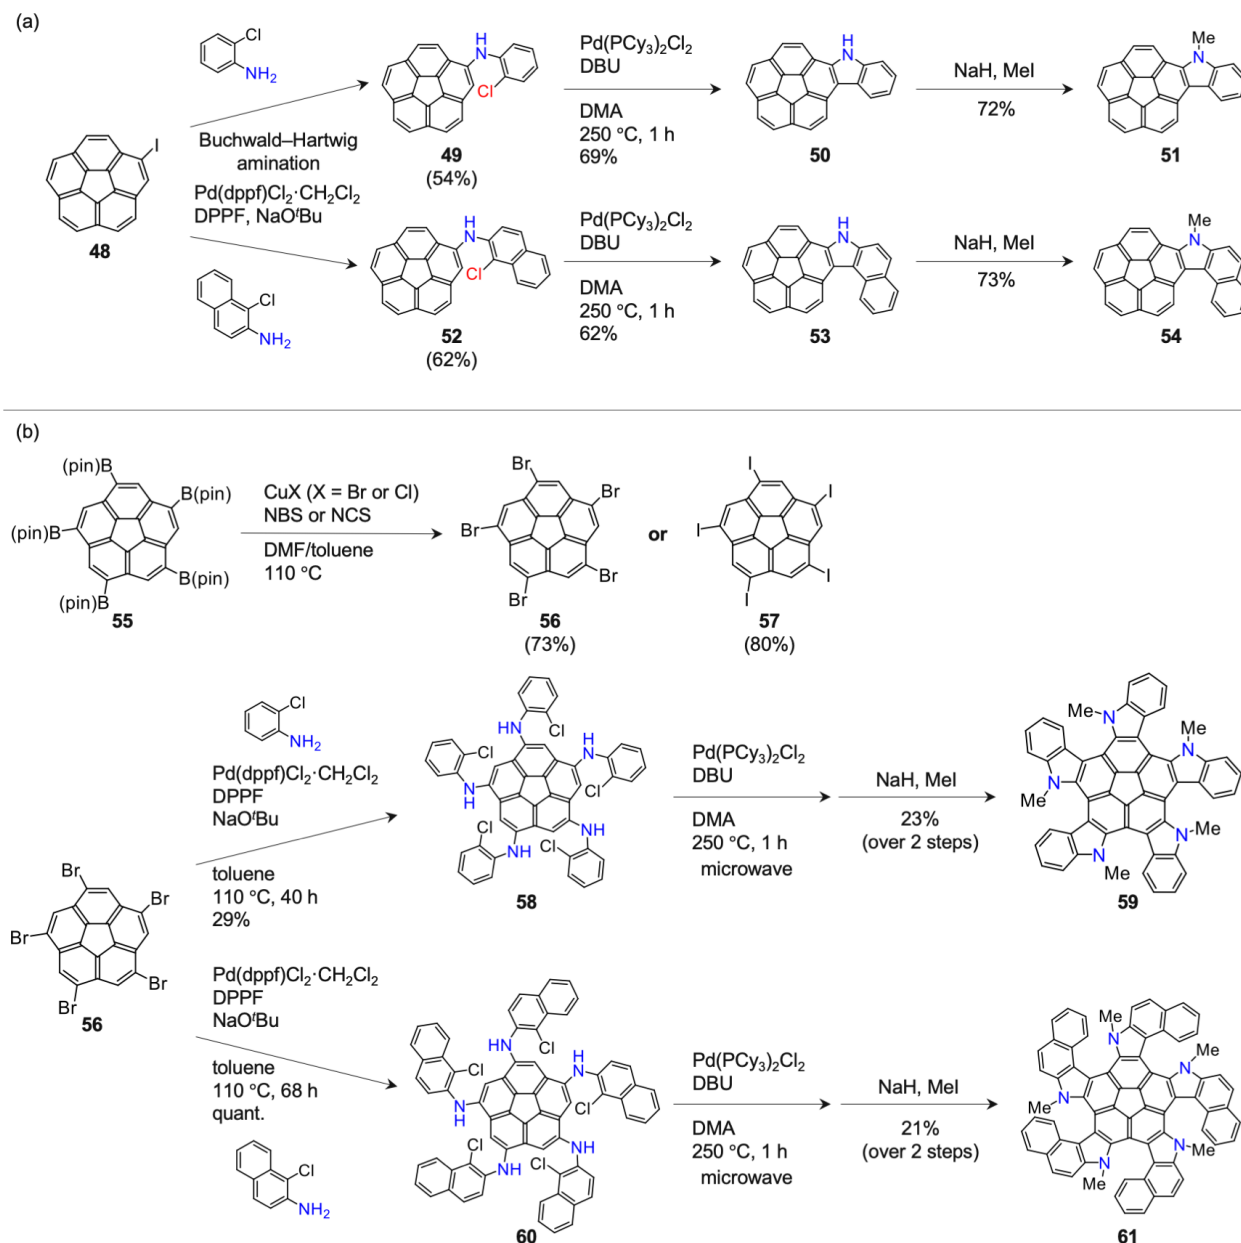 (a)
Cl
NH2
I
48
Buchwald–Hartwig
amination
Pd(dppf)Cl2·CH2Cl2
DPPF, NaOtBu
Cl
NH2
H
N
Cl
49
(54%)
Pd(PCy3)2Cl2
DBU
DMA
250 °C, 1 h
69%
H
N
50
NaH, MeI
72%
Me
N
51
H
N
Cl
52
(62%)
Pd(PCy3)2Cl2
DBU
DMA
250 °C, 1 h
62%
H
N
53
NaH, MeI
73%
Me
N
54
(b)
(pin)B
B(pin)
(pin)B
B(pin)
(pin)B
55
CuX (X = Br or Cl)
NBS or NCS
DMF/toluene
110 °C
Br
Br
Br
Br
Br
56
(73%)
or
I
I
I
I
I
57
(80%)
Br
Br
Br
Br
Br
56
Cl
NH2
Pd(dppf)Cl2·CH2Cl2
DPPF
NaOtBu
toluene
110 °C, 40 h
29%
Cl
HN
Cl
H
N
N
H
Cl
Cl
NH
Cl
NH
58
Pd(PCy3)2Cl2
DBU
DMA
250 °C, 1 h
microwave
NaH, MeI
23%
(over 2 steps)
Me
N
Me
N
N
Me
Me
N
N
Me
59
Pd(dppf)Cl2·CH2Cl2
DPPF
NaOtBu
toluene
110 °C, 68 h
quant.
Cl
NH2
HN
Cl
Cl
H
N
N
H
Cl
Cl
NH
Cl
NH
60
Pd(PCy3)2Cl2
DBU
DMA
250 °C, 1 h
microwave
NaH, MeI
21%
(over 2 steps)
Me
N
Me
N
N
Me
N
Me
N
Me
61